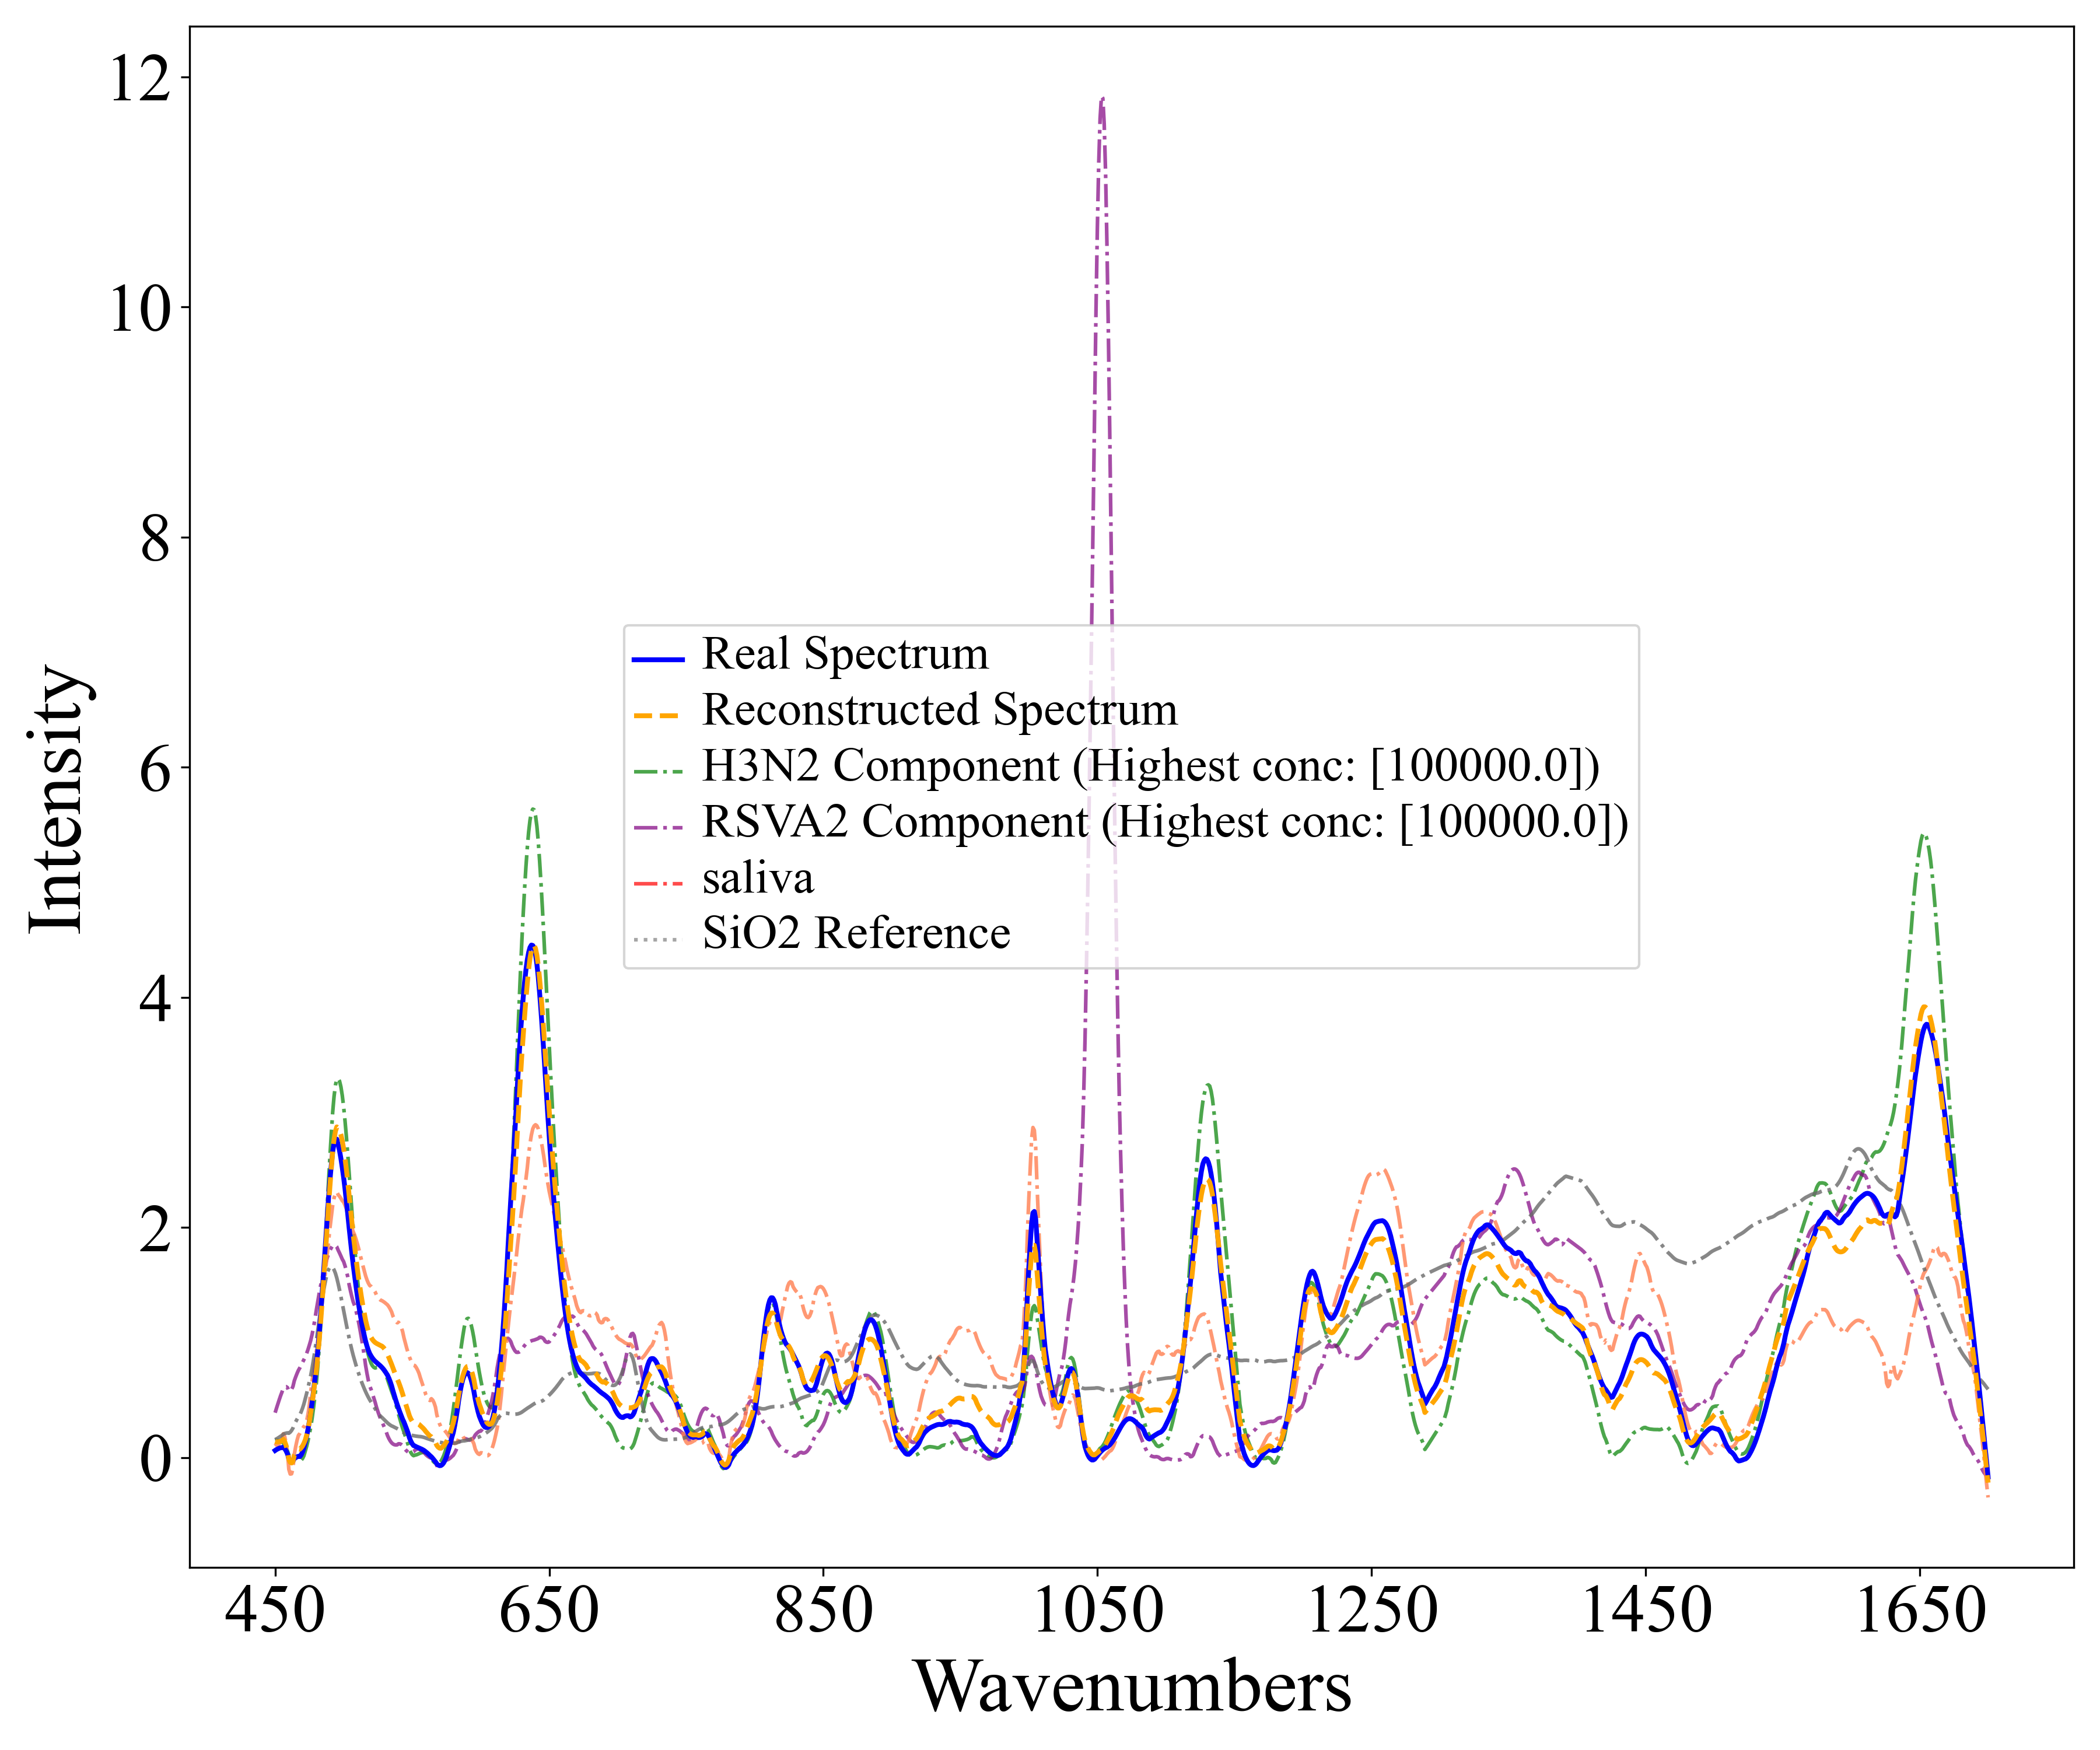 12
10
8
6
4
2
0
Intensity
Real Spectrum
Reconstructed Spectrum
H3N2 Component (Highest conc: [100000.0])
RSVA2 Component (Highest conc: [100000.0])
saliva
SiO2 Reference
450 650 850 1050 1250 1450 1650
Wavenumbers